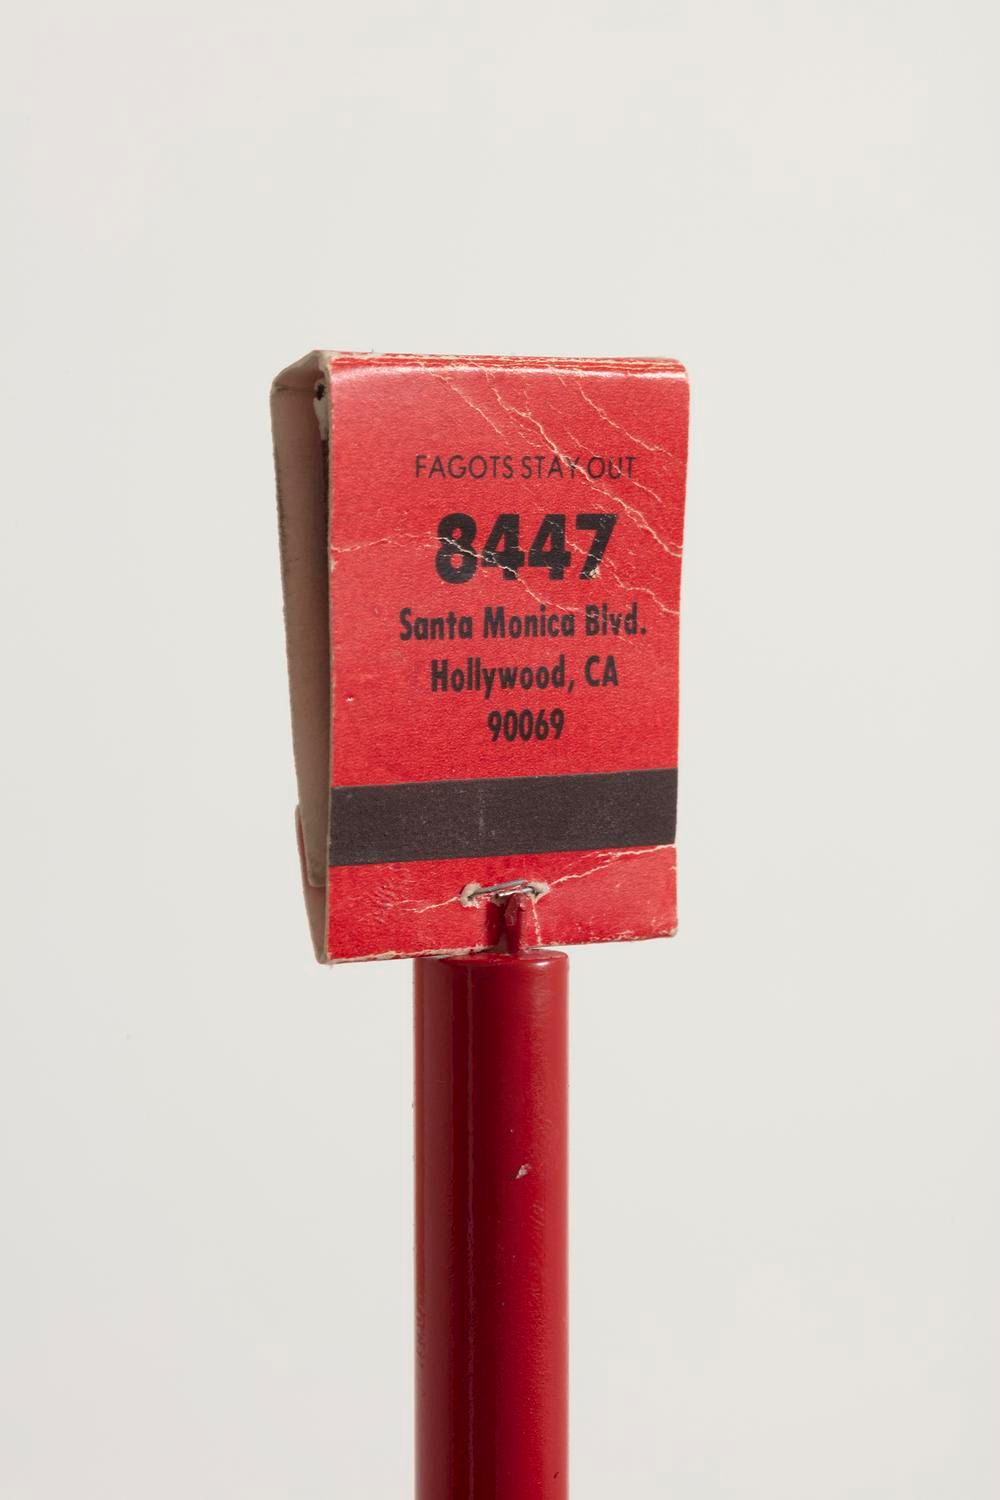 FAGOTS STAY OUT
8447
Santa Monica Blvd.
Hollywood, CA
90069